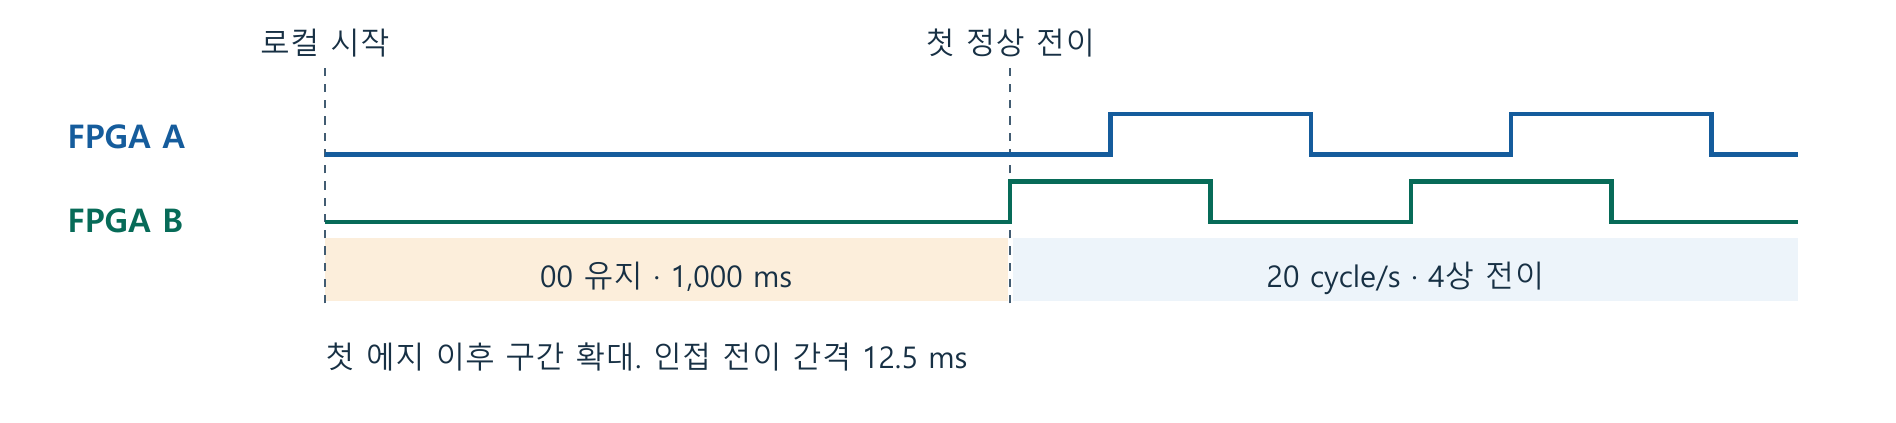 로컬 시작
첫 정상 전이
FPGA A
FPGA B
00 유지 · 1,000 ms
20 cycle/s · 4상 전이
첫 에지 이후 구간 확대. 인접 전이 간격 12.5 ms